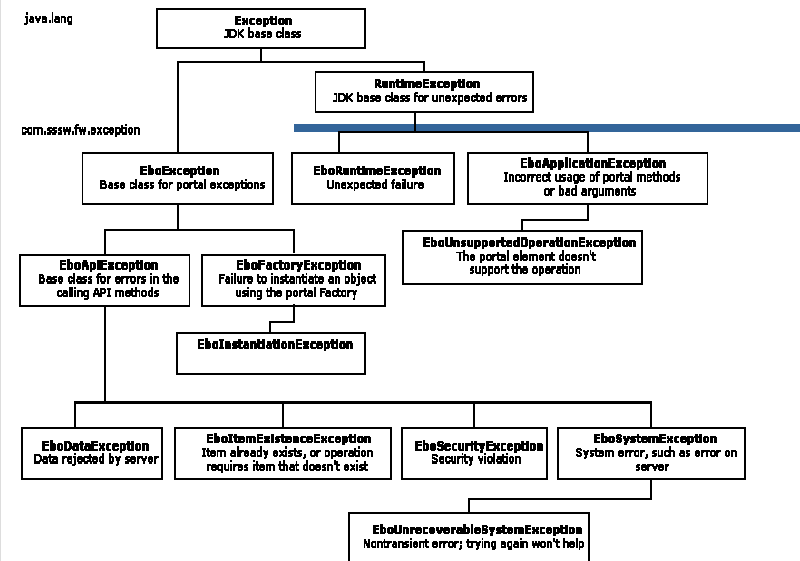 java.lang
Exception
JDK base class
RuntimeException
JDK base class for unexpected errors
com.sssw.fw.exception
EboException
Base class for portal exceptions
EboRuntimeException
Unexpected failure
EboApplicationException
Incorrect usage of portal methods
or bad arguments
EboUnsupportedOperationException
The portal element doesn't
support the operation
EboApiException
Base class for errors in the
calling API methods
EboFactoryException
Failure to instantiate an object
using the portal Factory
EboInstantiationException
EboDataException
Data rejected by server
EboItemExistenceException
Item already exists, or operation
requires item that doesn't exist
EboSecurityException
Security violation
EboSystemException
System error, such as error on
server
EboUnrecoverableSystemException
Nontransient error; trying again won't help